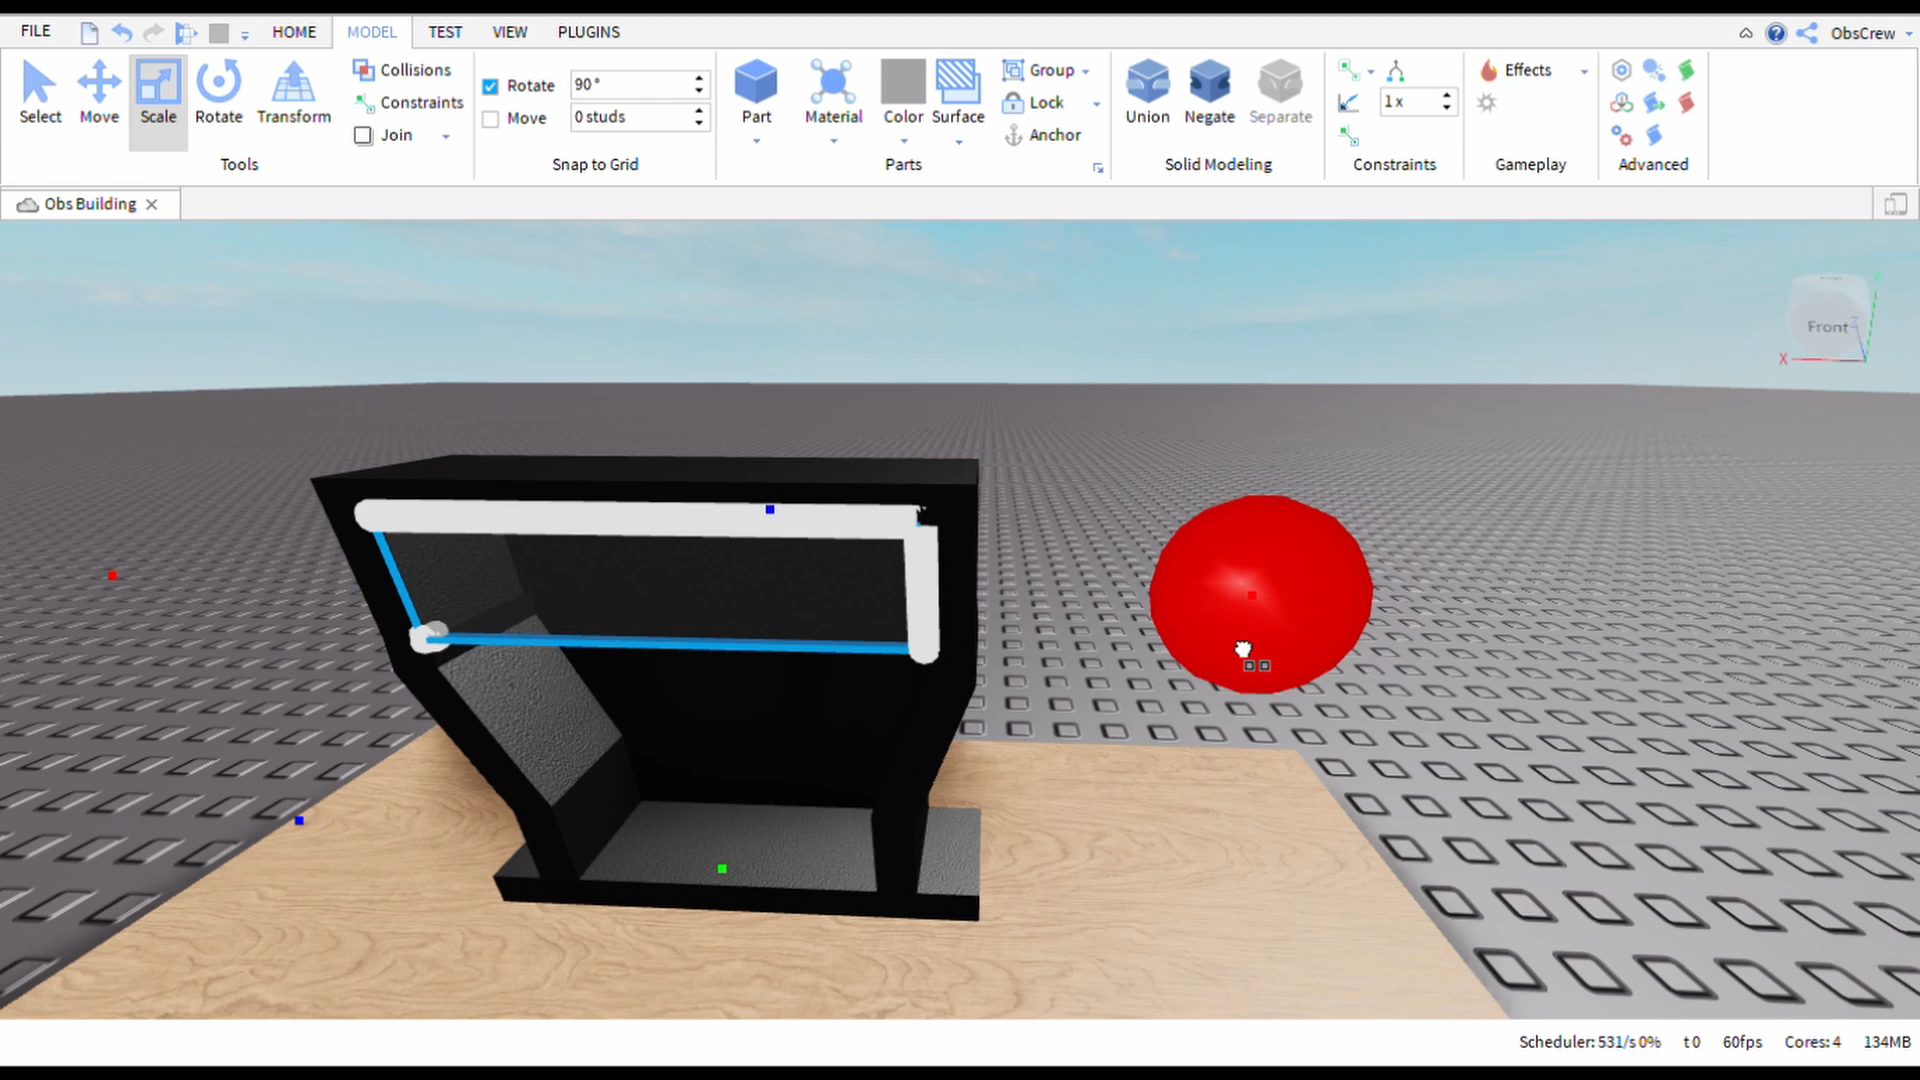 FILE HOME MODEL TEST VIEW PLUGINS ObsCrew
Select Move Scale Rotate Transform
Collisions
Constraints
Join
Tools
Rotate 90°
Move 0 studs
Snap to Grid
Part Material Color Surface
Group
Lock
Anchor
Parts
Union Negate Separate
Solid Modeling
1x
Constraints
Effects
Gameplay
Advanced
Obs Building
Front
X
Z
Scheduler: 531/s 0% t 0 60fps Cores: 4 134MB